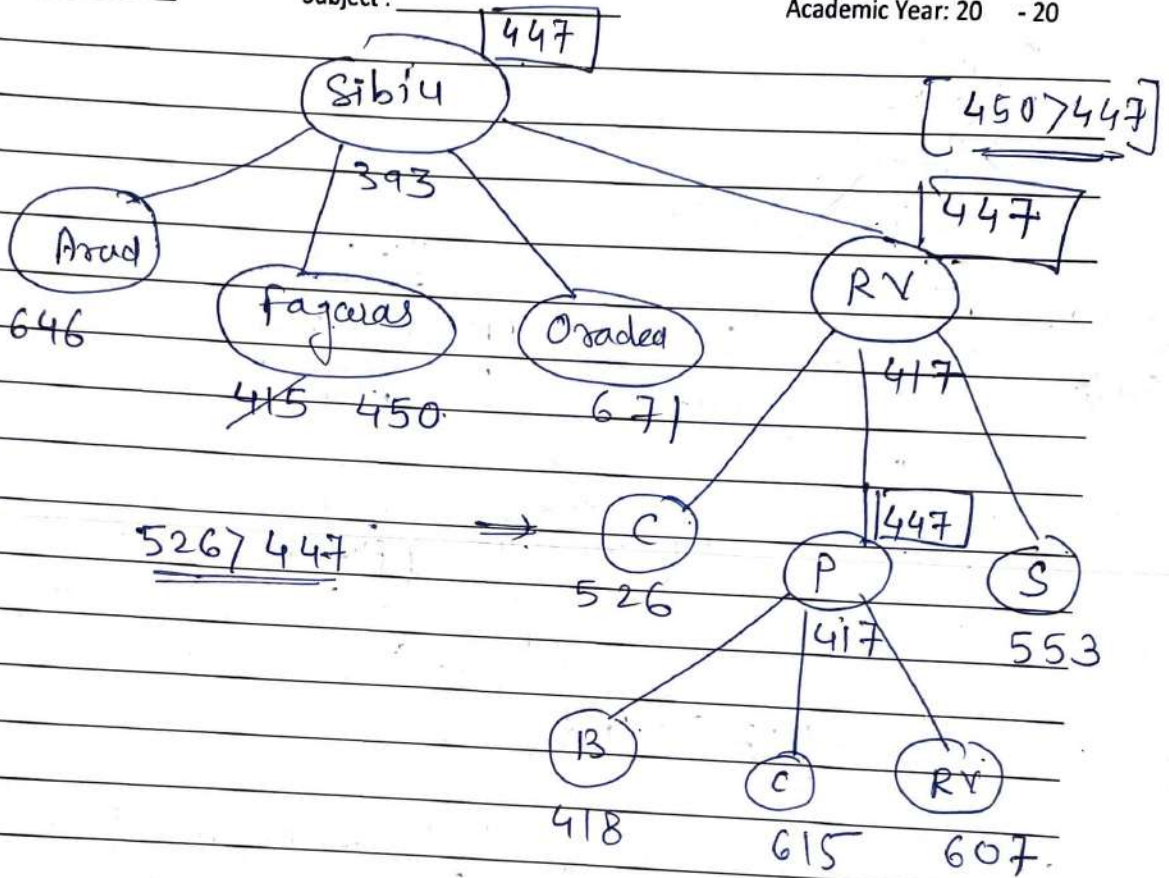 Subject :
Academic Year: 20 - 20
447
Sibiu
[450>447]
393
447
Arad
RV
Fagaras
Oradea
646
417
415 450
671
447
526> 447
⇒
C
P
S
526
417
553
B
C
RV
418
615
607.